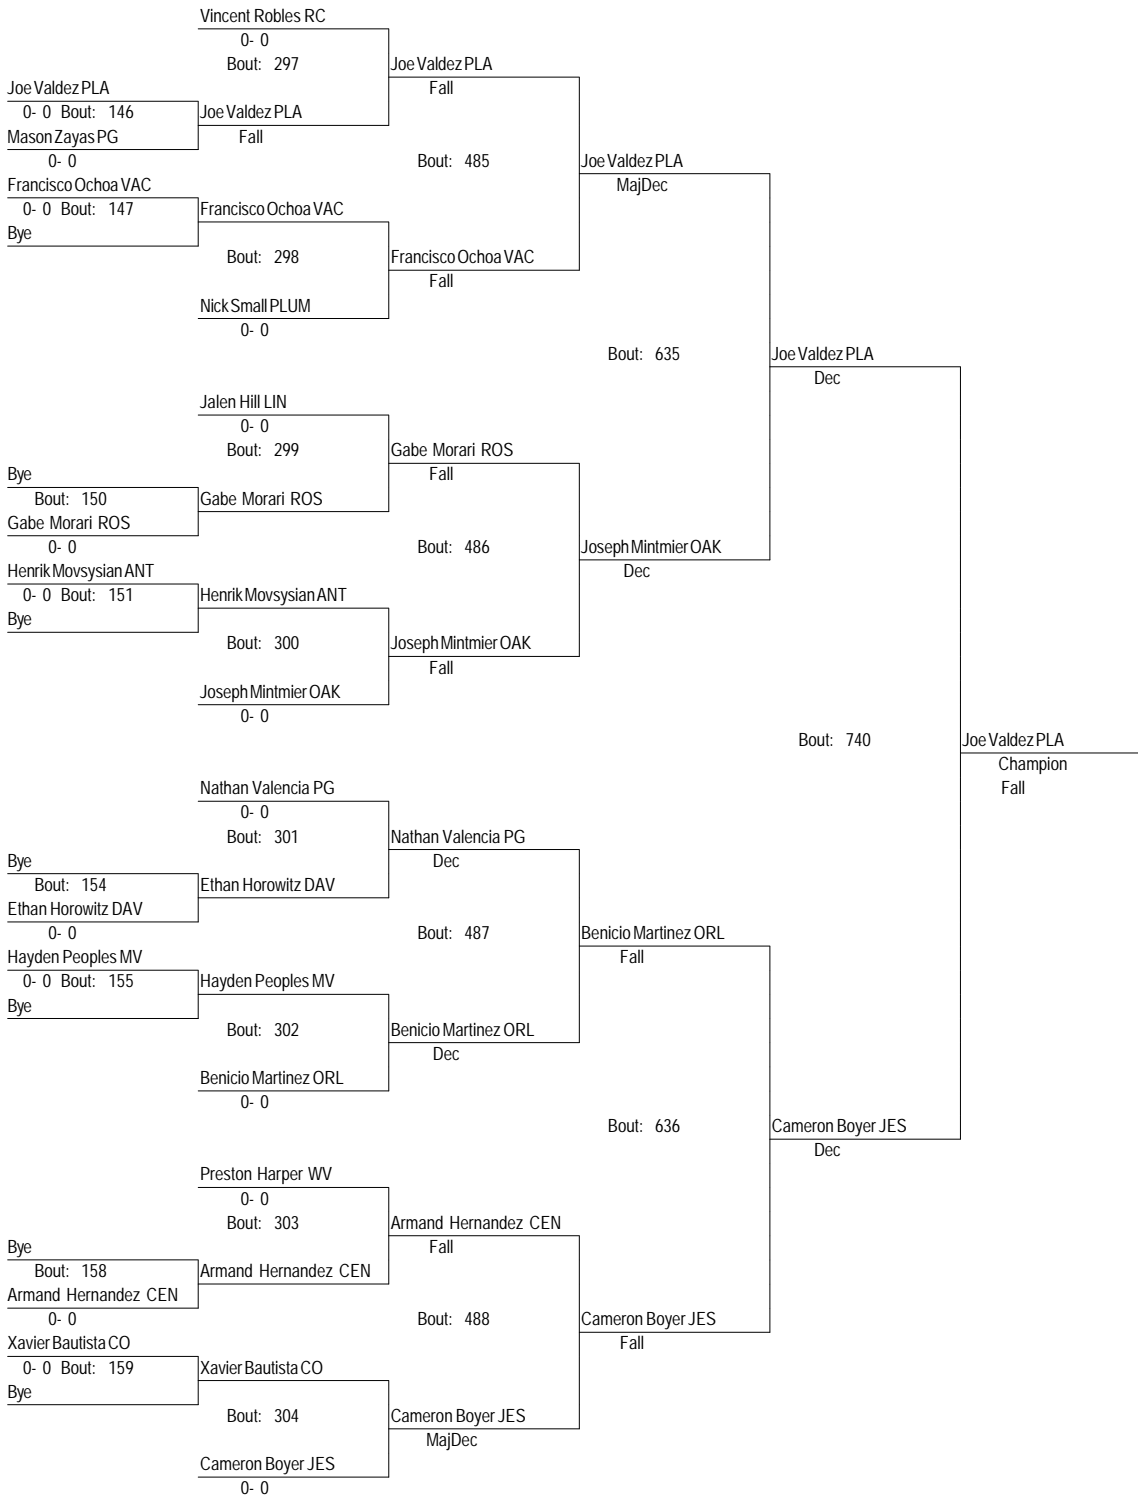 Vincent Robles RC
0- 0
Bout: 297
Joe Valdez PLA
Fall
Joe Valdez PLA
0- 0 Bout: 146
Joe Valdez PLA
Mason Zayas PG
Fall
0- 0
Bout: 485
Joe Valdez PLA
Francisco Ochoa VAC
MajDec
0- 0 Bout: 147
Francisco Ochoa VAC
Bye
Bout: 298
Francisco Ochoa VAC
Fall
Nick Small PLUM
0- 0
Bout: 635
Joe Valdez PLA
Dec
Jalen Hill LIN
0- 0
Bout: 299
Gabe Morari ROS
Bye
Fall
Bout: 150
Gabe Morari ROS
Gabe Morari ROS
0- 0
Bout: 486
Joseph Mintmier OAK
Henrik Movsysian ANT
Dec
0- 0 Bout: 151
Henrik Movsysian ANT
Bye
Bout: 300
Joseph Mintmier OAK
Fall
Joseph Mintmier OAK
0- 0
Bout: 740
Joe Valdez PLA
Champion
Fall
Nathan Valencia PG
0- 0
Bout: 301
Nathan Valencia PG
Bye
Dec
Bout: 154
Ethan Horowitz DAV
Ethan Horowitz DAV
0- 0
Bout: 487
Benicio Martinez ORL
Hayden Peoples MV
Fall
0- 0 Bout: 155
Hayden Peoples MV
Bye
Bout: 302
Benicio Martinez ORL
Dec
Benicio Martinez ORL
0- 0
Bout: 636
Cameron Boyer JES
Dec
Preston Harper WV
0- 0
Bout: 303
Armand Hernandez CEN
Bye
Fall
Bout: 158
Armand Hernandez CEN
Armand Hernandez CEN
0- 0
Bout: 488
Cameron Boyer JES
Xavier Bautista CO
Fall
0- 0 Bout: 159
Xavier Bautista CO
Bye
Bout: 304
Cameron Boyer JES
MajDec
Cameron Boyer JES
0- 0